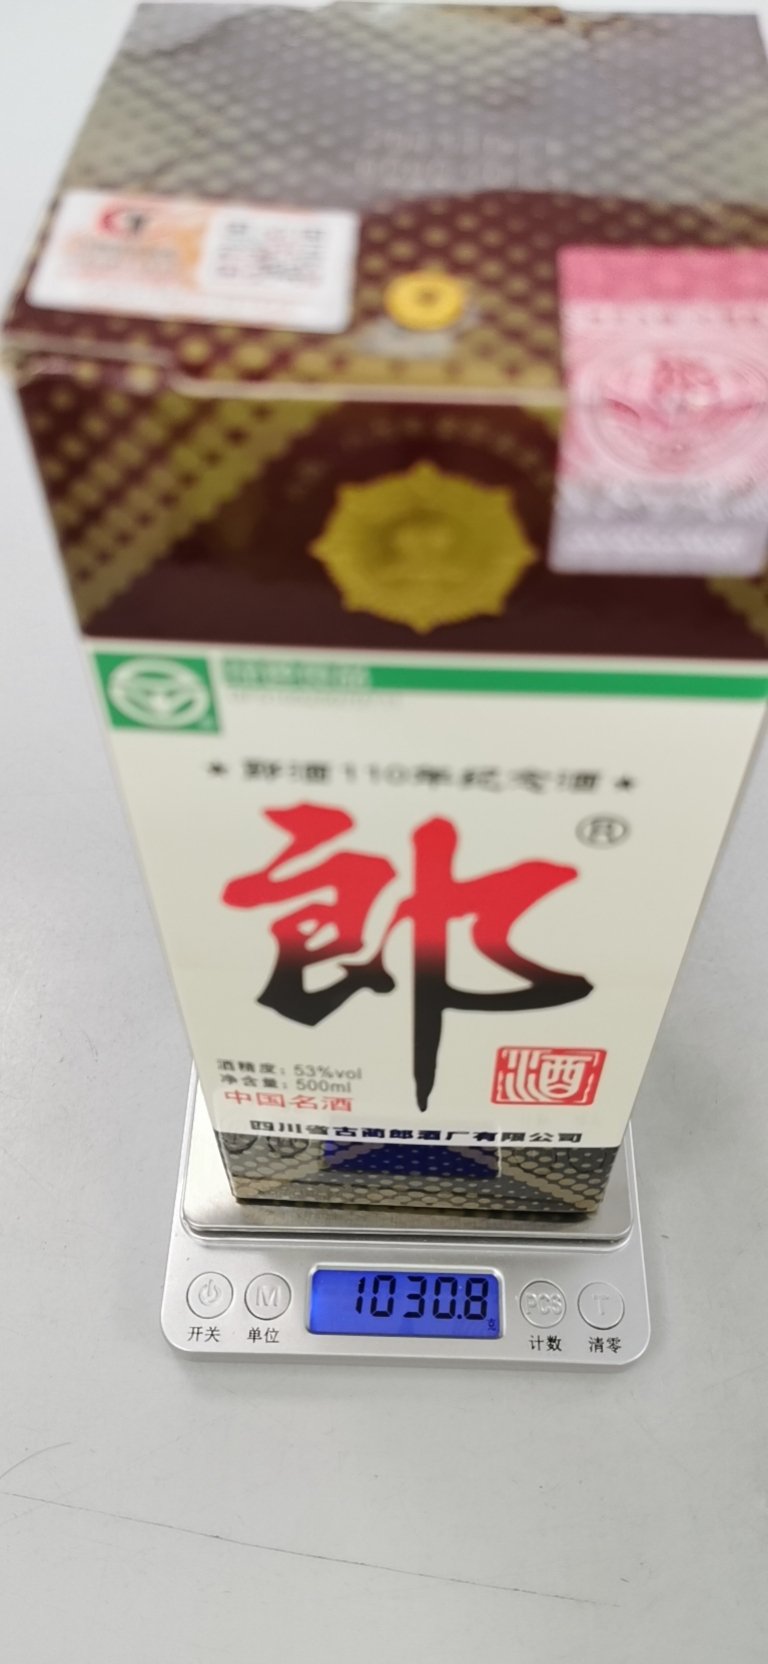 ★郎酒110年纪念酒★
郎®
酒精度：53%vol
净含量：500ml
中国名酒
酒
四川省古蔺郎酒厂有限公司
1030.8
克
M
PCS
T
开关 单位 计数 清零